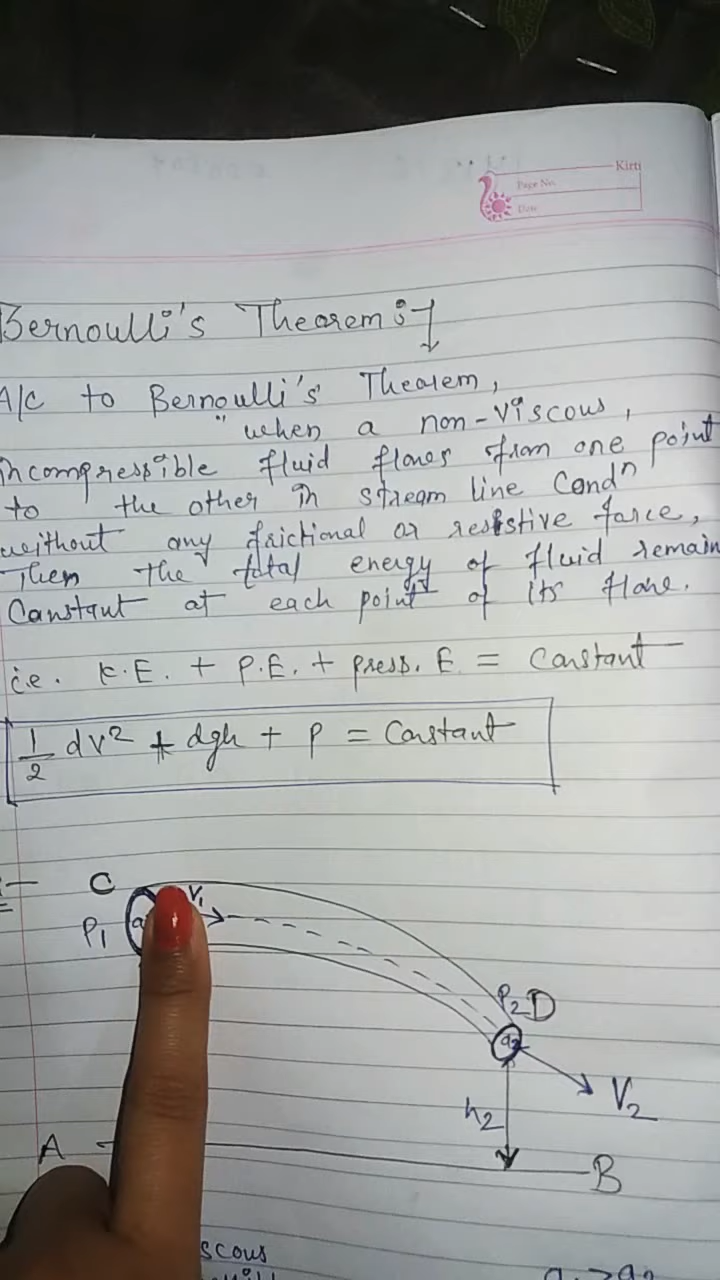 Kirti
Page No.
Date
Bernoulli's Theorem :-
A/C to Bernoulli's Theorem,
"when a non-viscous,
incompressible fluid flows from one point
to the other in stream line Condn
without any frictional or resistive force,
Then the total energy of fluid remain
Constant at each point of its flow.
i.e. K.E. + P.E. + press. E = Constant
1/2 dv² + dgh + P = Constant
C
V1
P1
a
P2 D
a2
V2
h2
A
B
scous
a1 > a2